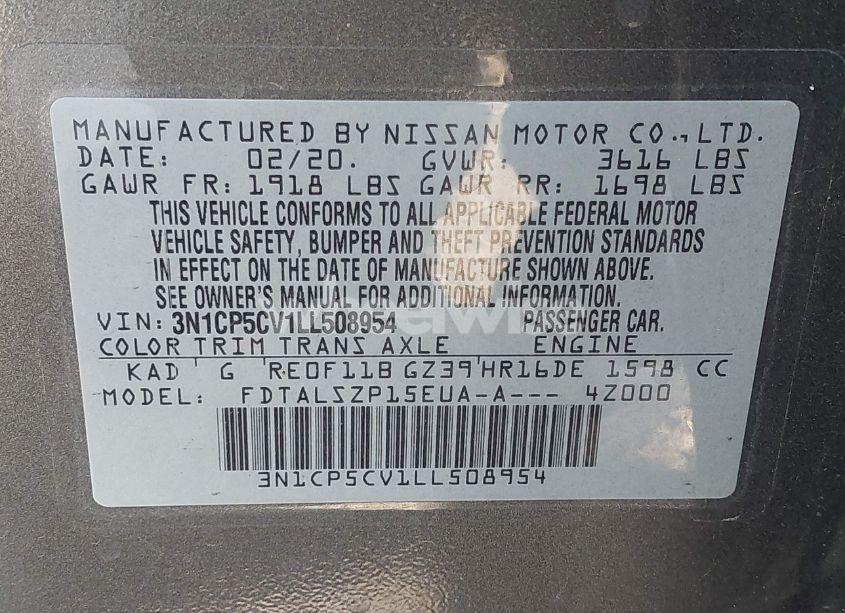 MANUFACTURED BY NISSAN MOTOR CO., LTD.
DATE: 02/20. GVWR: 3616 LBS
GAWR FR: 1918 LBS GAWR RR: 1698 LBS
THIS VEHICLE CONFORMS TO ALL APPLICABLE FEDERAL MOTOR
VEHICLE SAFETY, BUMPER AND THEFT PREVENTION STANDARDS
IN EFFECT ON THE DATE OF MANUFACTURE SHOWN ABOVE.
SEE OWNER'S MANUAL FOR ADDITIONAL INFORMATION.
VIN: 3N1CP5CV1LL508954 PASSENGER CAR.
COLOR TRIM TRANS AXLE ENGINE
KAD G RE0F11B GZ39 HR16DE 1598 CC
MODEL: FDTALSZP15EUA-A--- 4Z000
3N1CP5CV1LL508954